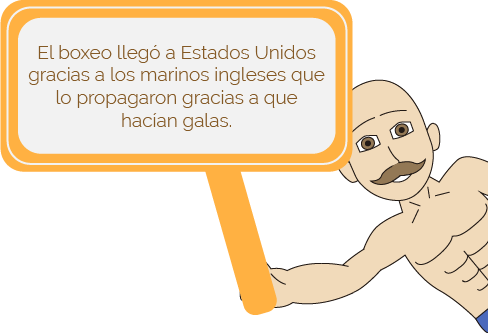 El boxeo llegó a Estados Unidos
gracias a los marinos ingleses que
lo propagaron gracias a que
hacían galas.